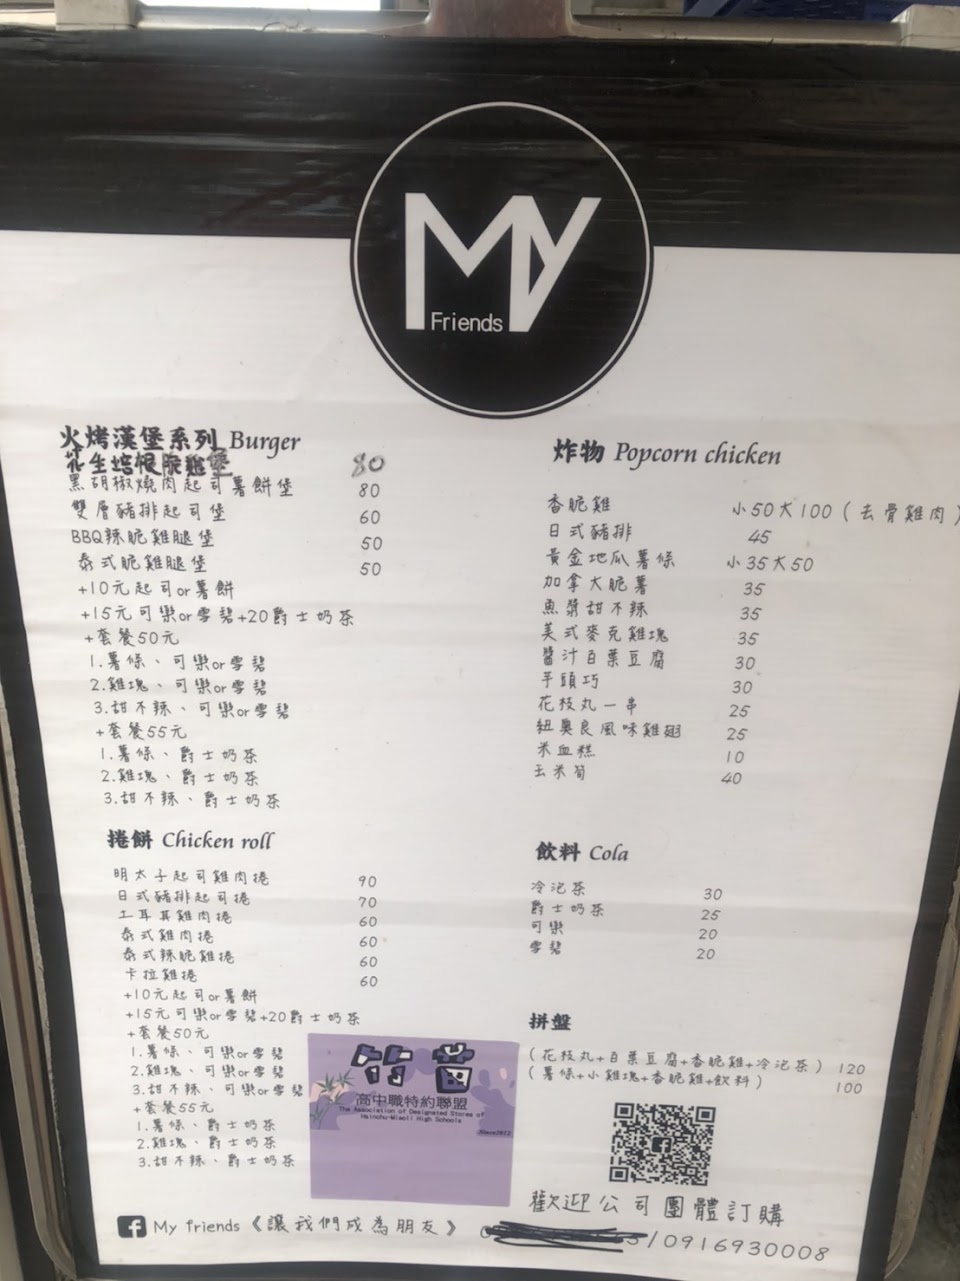 MY
Friends
火烤漢堡系列 Burger
花生培根脆雞堡 80
黑胡椒燒肉起司薯餅堡 80
雙層豬排起司堡 60
BBQ辣脆雞腿堡 50
泰式脆雞腿堡 50
+10元起司or薯餅
+15元可樂or雪碧+20爵士奶茶
+套餐50元
1.薯條、可樂or雪碧
2.雞塊、可樂or雪碧
3.甜不辣、可樂or雪碧
+套餐55元
1.薯條、爵士奶茶
2.雞塊、爵士奶茶
3.甜不辣、爵士奶茶
捲餅 Chicken roll
明太子起司雞肉捲 90
日式豬排起司捲 70
土耳其雞肉捲 60
泰式雞肉捲 60
泰式辣脆雞捲 60
卡拉雞捲 60
+10元起司or薯餅
+15元可樂or雪碧+20爵士奶茶
+套餐50元
1.薯條、可樂or雪碧
2.雞塊、可樂or雪碧
3.甜不辣、可樂or雪碧
+套餐55元
1.薯條、爵士奶茶
2.雞塊、爵士奶茶
3.甜不辣、爵士奶茶
炸物 Popcorn chicken
香脆雞 小50大100(去骨雞肉)
日式豬排 45
黃金地瓜薯條 小35大50
加拿大脆薯 35
魚漿甜不辣 35
美式麥克雞塊 35
醬汁百葉豆腐 30
芋頭巧 30
花枝丸一串 25
紐奧良風味雞翅 25
米血糕 10
玉米筍 40
飲料 Cola
冷泡茶 30
爵士奶茶 25
可樂 20
雪碧 20
拼盤
(花枝丸+百葉豆腐+香脆雞+冷泡茶) 120
(薯條+小雞塊+香脆雞+飲料) 100
竹苗
高中職特約聯盟
The Association of Designated Stores of
Hsinchu-Miaoli High Schools
Since2012
歡迎公司團體訂購
/0916930008
My friends《讓我們成為朋友》